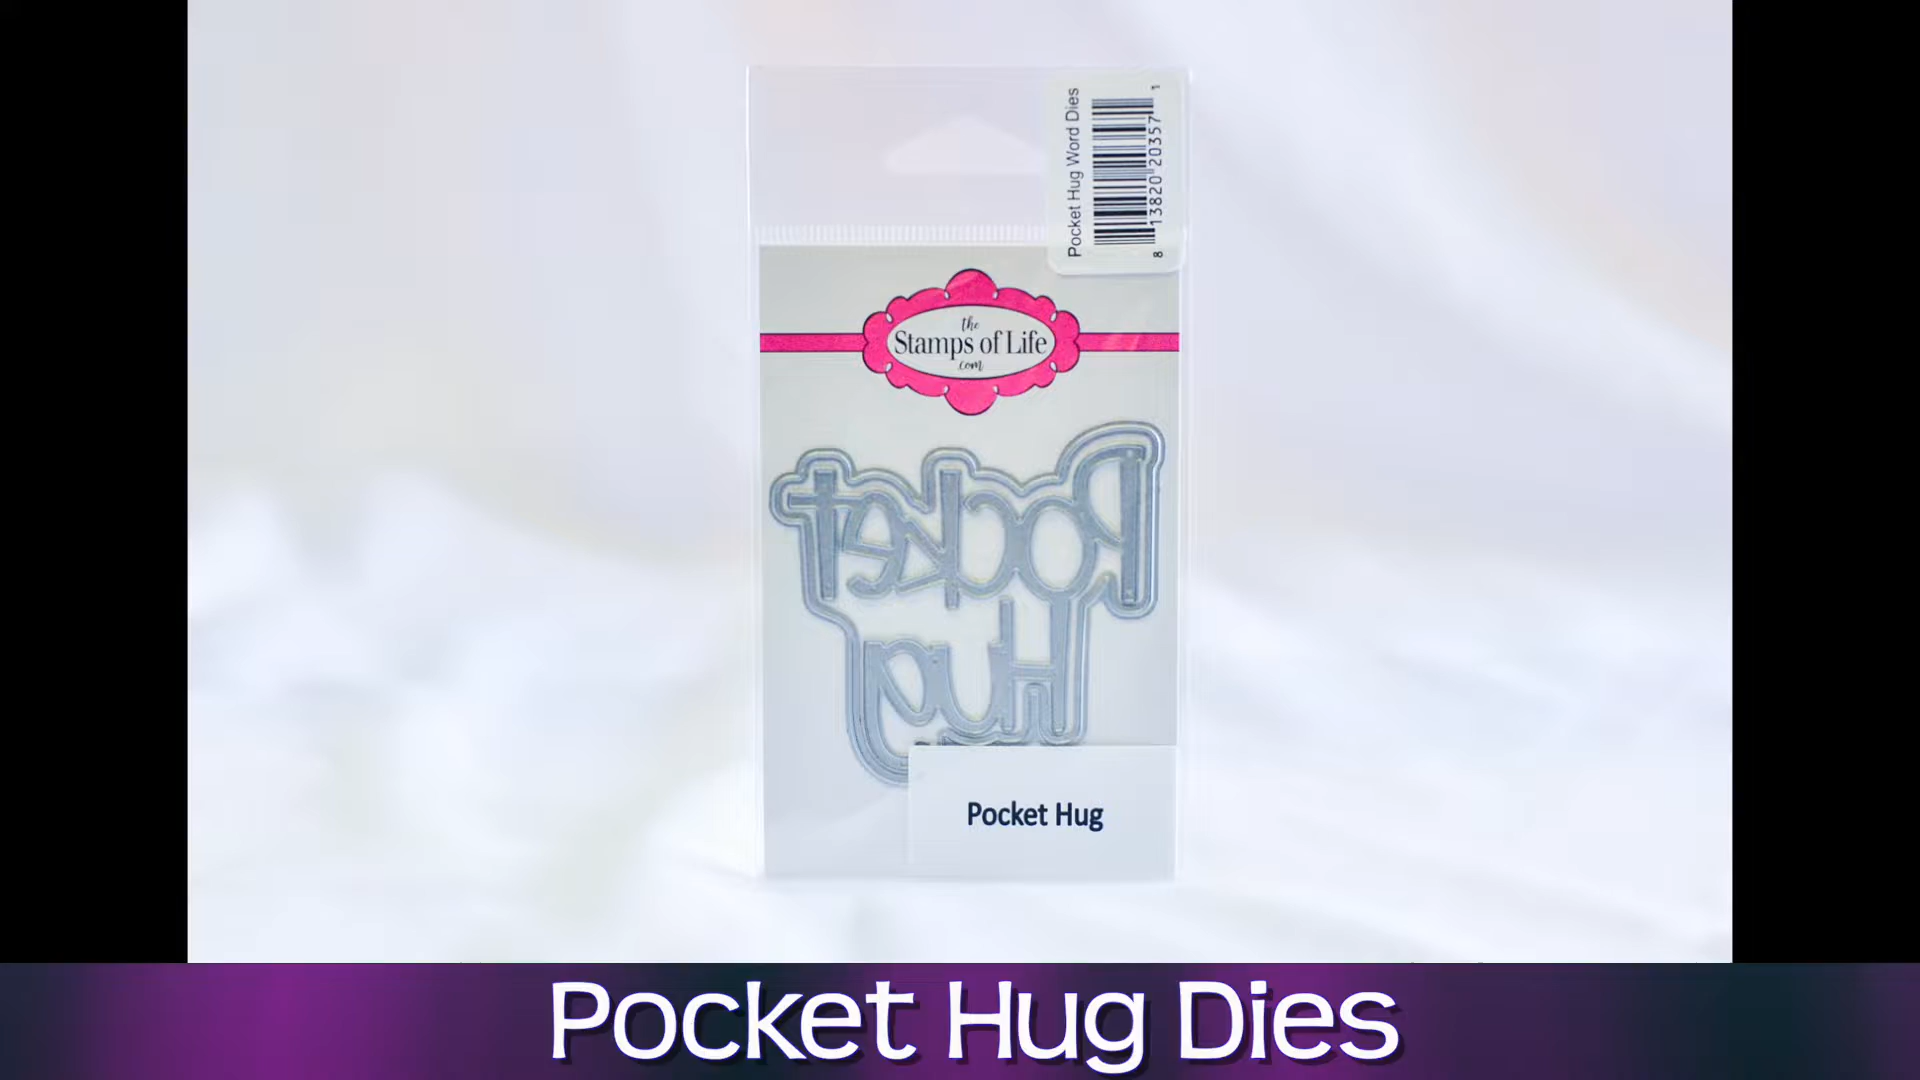 Pocket Hug Word Dies
8 13820 20357 1
the
Stamps of Life
.com
Pocket
Hug
Pocket Hug
Pocket Hug Dies